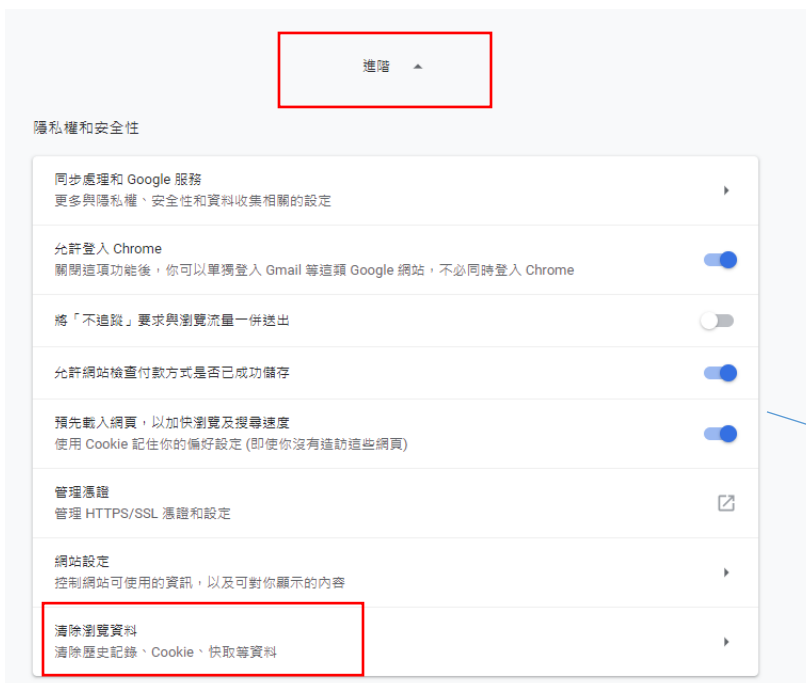 進階
隱私權和安全性
同步處理和 Google 服務
更多與隱私權、安全性和資料收集相關的設定
允許登入 Chrome
關閉這項功能後，你可以單獨登入 Gmail 等這類 Google 網站，不必同時登入 Chrome
將「不追蹤」要求與瀏覽流量一併送出
允許網站檢查付款方式是否已成功儲存
預先載入網頁，以加快瀏覽及搜尋速度
使用 Cookie 記住你的偏好設定 (即使你沒有造訪這些網頁)
管理憑證
管理 HTTPS/SSL 憑證和設定
網站設定
控制網站可使用的資訊，以及可對你顯示的內容
清除瀏覽資料
清除歷史記錄、Cookie、快取等資料